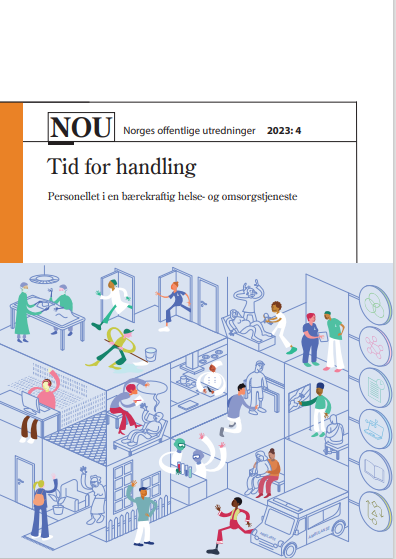 NOU
Norges offentlige utredninger 2023: 4
Tid for handling
Personellet i en bærekraftig helse- og omsorgstjeneste